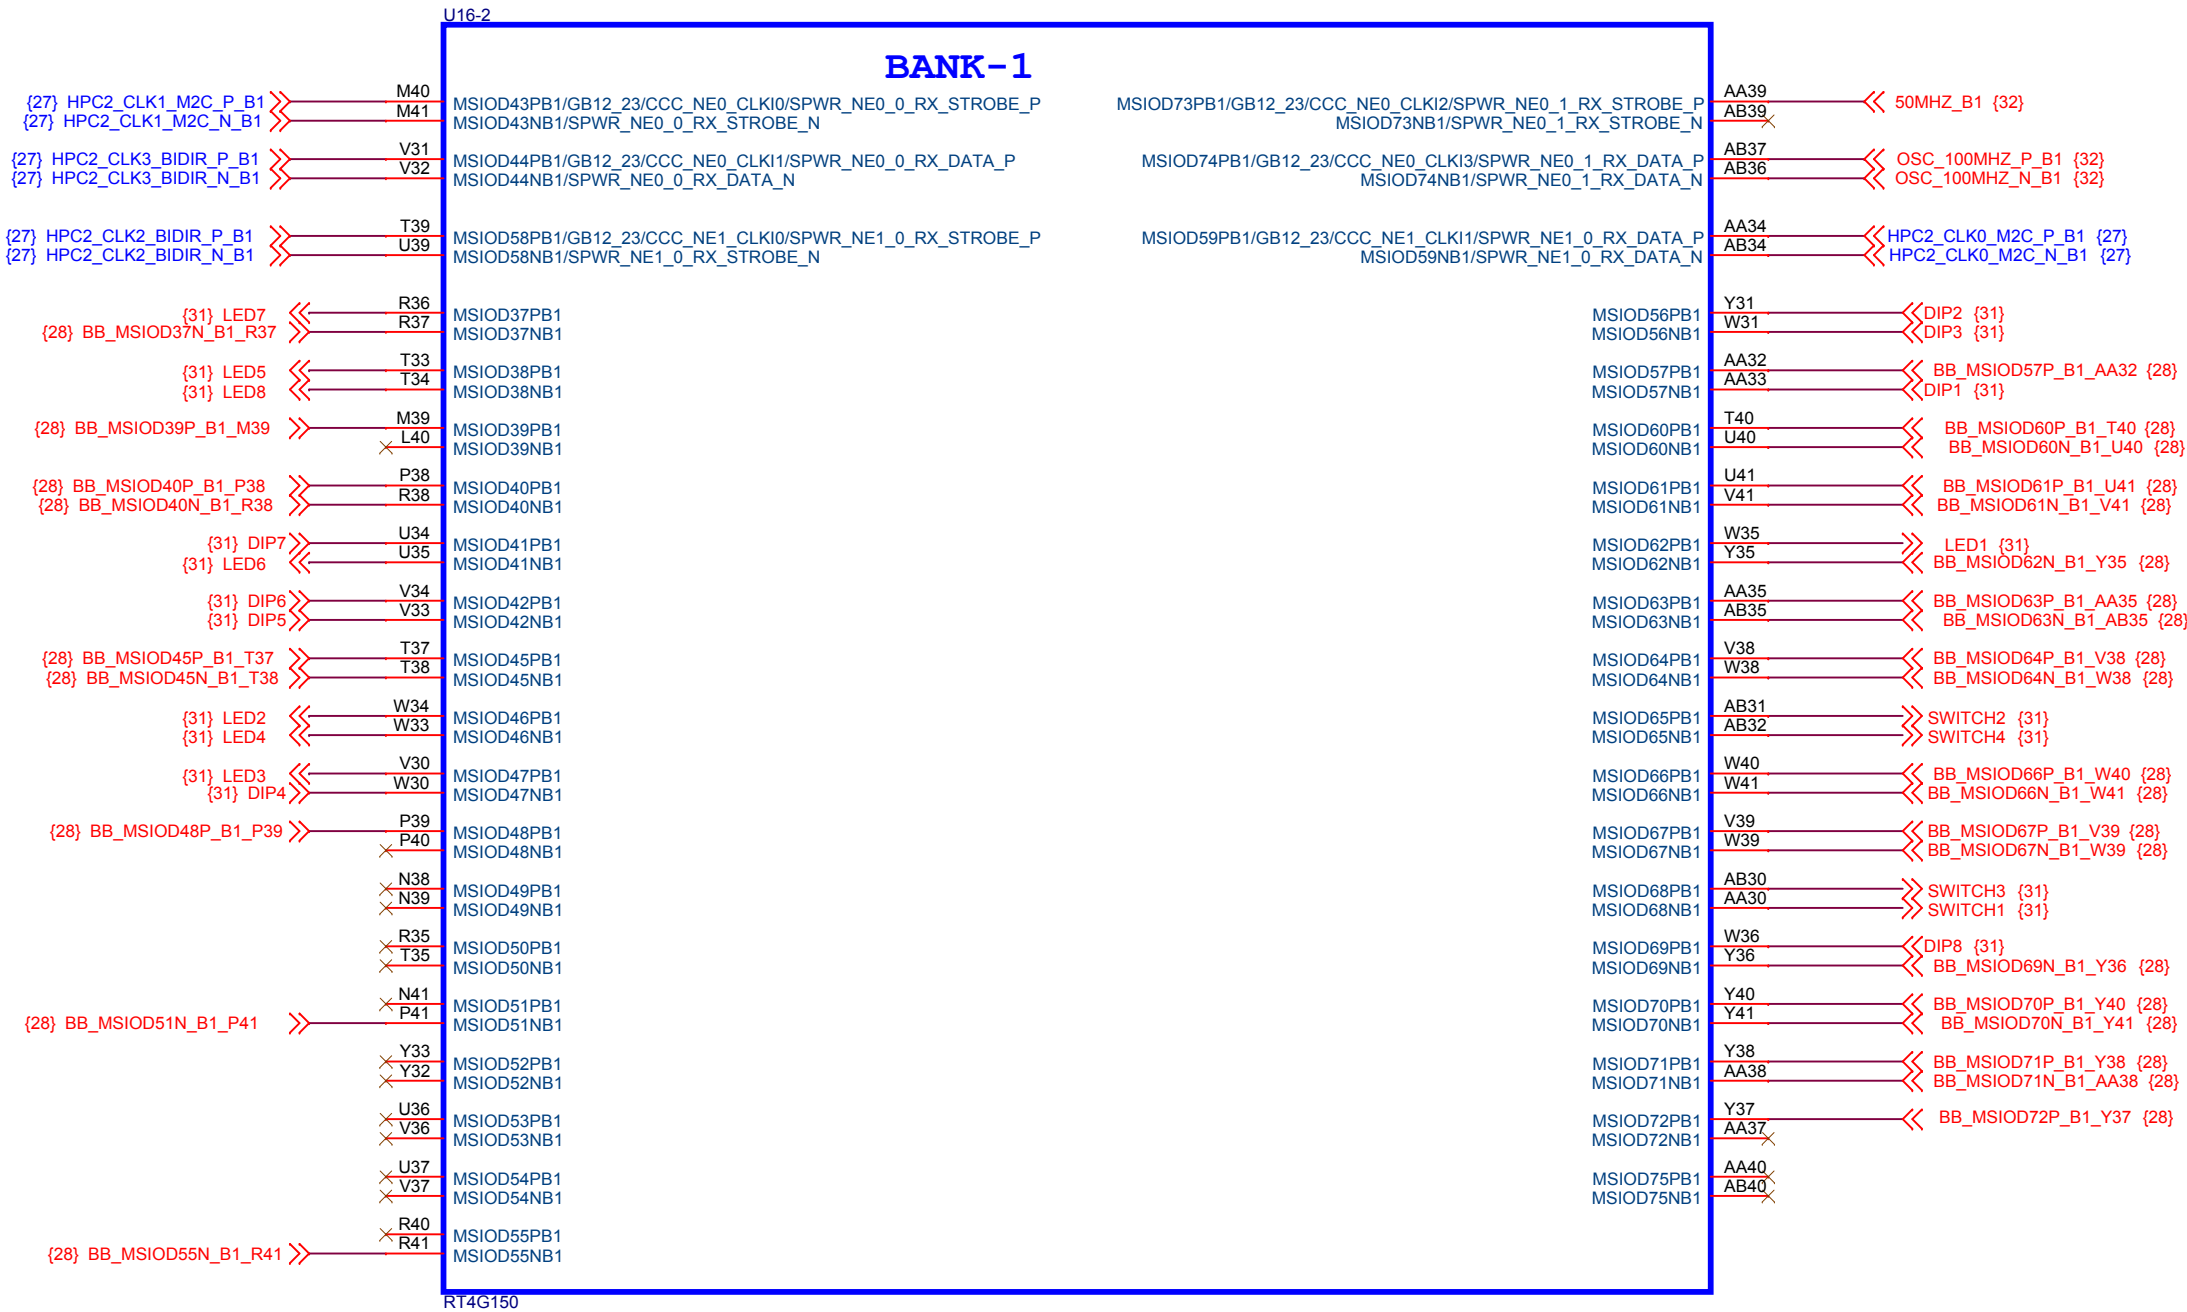 U16-2
BANK-1
{27} HPC2_CLK1_M2C_P_B1 M40 MSIOD43PB1/GB12_23/CCC_NE0_CLKI0/SPWR_NE0_0_RX_STROBE_P
{27} HPC2_CLK1_M2C_N_B1 M41 MSIOD43NB1/SPWR_NE0_0_RX_STROBE_N
{27} HPC2_CLK3_BIDIR_P_B1 V31 MSIOD44PB1/GB12_23/CCC_NE0_CLKI1/SPWR_NE0_0_RX_DATA_P
{27} HPC2_CLK3_BIDIR_N_B1 V32 MSIOD44NB1/SPWR_NE0_0_RX_DATA_N
{27} HPC2_CLK2_BIDIR_P_B1 T39 MSIOD58PB1/GB12_23/CCC_NE1_CLKI0/SPWR_NE1_0_RX_STROBE_P
{27} HPC2_CLK2_BIDIR_N_B1 U39 MSIOD58NB1/SPWR_NE1_0_RX_STROBE_N
{31} LED7 R36 MSIOD37PB1
{28} BB_MSIOD37N_B1_R37 R37 MSIOD37NB1
{31} LED5 T33 MSIOD38PB1
{31} LED8 T34 MSIOD38NB1
{28} BB_MSIOD39P_B1_M39 M39 MSIOD39PB1
L40 MSIOD39NB1
{28} BB_MSIOD40P_B1_P38 P38 MSIOD40PB1
{28} BB_MSIOD40N_B1_R38 R38 MSIOD40NB1
{31} DIP7 U34 MSIOD41PB1
{31} LED6 U35 MSIOD41NB1
{31} DIP6 V34 MSIOD42PB1
{31} DIP5 V33 MSIOD42NB1
{28} BB_MSIOD45P_B1_T37 T37 MSIOD45PB1
{28} BB_MSIOD45N_B1_T38 T38 MSIOD45NB1
{31} LED2 W34 MSIOD46PB1
{31} LED4 W33 MSIOD46NB1
{31} LED3 V30 MSIOD47PB1
{31} DIP4 W30 MSIOD47NB1
{28} BB_MSIOD48P_B1_P39 P39 MSIOD48PB1
P40 MSIOD48NB1
N38 MSIOD49PB1
N39 MSIOD49NB1
R35 MSIOD50PB1
T35 MSIOD50NB1
N41 MSIOD51PB1
{28} BB_MSIOD51N_B1_P41 P41 MSIOD51NB1
Y33 MSIOD52PB1
Y32 MSIOD52NB1
U36 MSIOD53PB1
V36 MSIOD53NB1
U37 MSIOD54PB1
V37 MSIOD54NB1
R40 MSIOD55PB1
{28} BB_MSIOD55N_B1_R41 R41 MSIOD55NB1
MSIOD73PB1/GB12_23/CCC_NE0_CLKI2/SPWR_NE0_1_RX_STROBE_P AA39 50MHZ_B1 {32}
MSIOD73NB1/SPWR_NE0_1_RX_STROBE_N AB39
MSIOD74PB1/GB12_23/CCC_NE0_CLKI3/SPWR_NE0_1_RX_DATA_P AB37 OSC_100MHZ_P_B1 {32}
MSIOD74NB1/SPWR_NE0_1_RX_DATA_N AB36 OSC_100MHZ_N_B1 {32}
MSIOD59PB1/GB12_23/CCC_NE1_CLKI1/SPWR_NE1_0_RX_DATA_P AA34 HPC2_CLK0_M2C_P_B1 {27}
MSIOD59NB1/SPWR_NE1_0_RX_DATA_N AB34 HPC2_CLK0_M2C_N_B1 {27}
MSIOD56PB1 Y31 DIP2 {31}
MSIOD56NB1 W31 DIP3 {31}
MSIOD57PB1 AA32 BB_MSIOD57P_B1_AA32 {28}
MSIOD57NB1 AA33 DIP1 {31}
MSIOD60PB1 T40 BB_MSIOD60P_B1_T40 {28}
MSIOD60NB1 U40 BB_MSIOD60N_B1_U40 {28}
MSIOD61PB1 U41 BB_MSIOD61P_B1_U41 {28}
MSIOD61NB1 V41 BB_MSIOD61N_B1_V41 {28}
MSIOD62PB1 W35 LED1 {31}
MSIOD62NB1 Y35 BB_MSIOD62N_B1_Y35 {28}
MSIOD63PB1 AA35 BB_MSIOD63P_B1_AA35 {28}
MSIOD63NB1 AB35 BB_MSIOD63N_B1_AB35 {28}
MSIOD64PB1 V38 BB_MSIOD64P_B1_V38 {28}
MSIOD64NB1 W38 BB_MSIOD64N_B1_W38 {28}
MSIOD65PB1 AB31 SWITCH2 {31}
MSIOD65NB1 AB32 SWITCH4 {31}
MSIOD66PB1 W40 BB_MSIOD66P_B1_W40 {28}
MSIOD66NB1 W41 BB_MSIOD66N_B1_W41 {28}
MSIOD67PB1 V39 BB_MSIOD67P_B1_V39 {28}
MSIOD67NB1 W39 BB_MSIOD67N_B1_W39 {28}
MSIOD68PB1 AB30 SWITCH3 {31}
MSIOD68NB1 AA30 SWITCH1 {31}
MSIOD69PB1 W36 DIP8 {31}
MSIOD69NB1 Y36 BB_MSIOD69N_B1_Y36 {28}
MSIOD70PB1 Y40 BB_MSIOD70P_B1_Y40 {28}
MSIOD70NB1 Y41 BB_MSIOD70N_B1_Y41 {28}
MSIOD71PB1 Y38 BB_MSIOD71P_B1_Y38 {28}
MSIOD71NB1 AA38 BB_MSIOD71N_B1_AA38 {28}
MSIOD72PB1 Y37 BB_MSIOD72P_B1_Y37 {28}
MSIOD72NB1 AA37
MSIOD75PB1 AA40
MSIOD75NB1 AB40
RT4G150